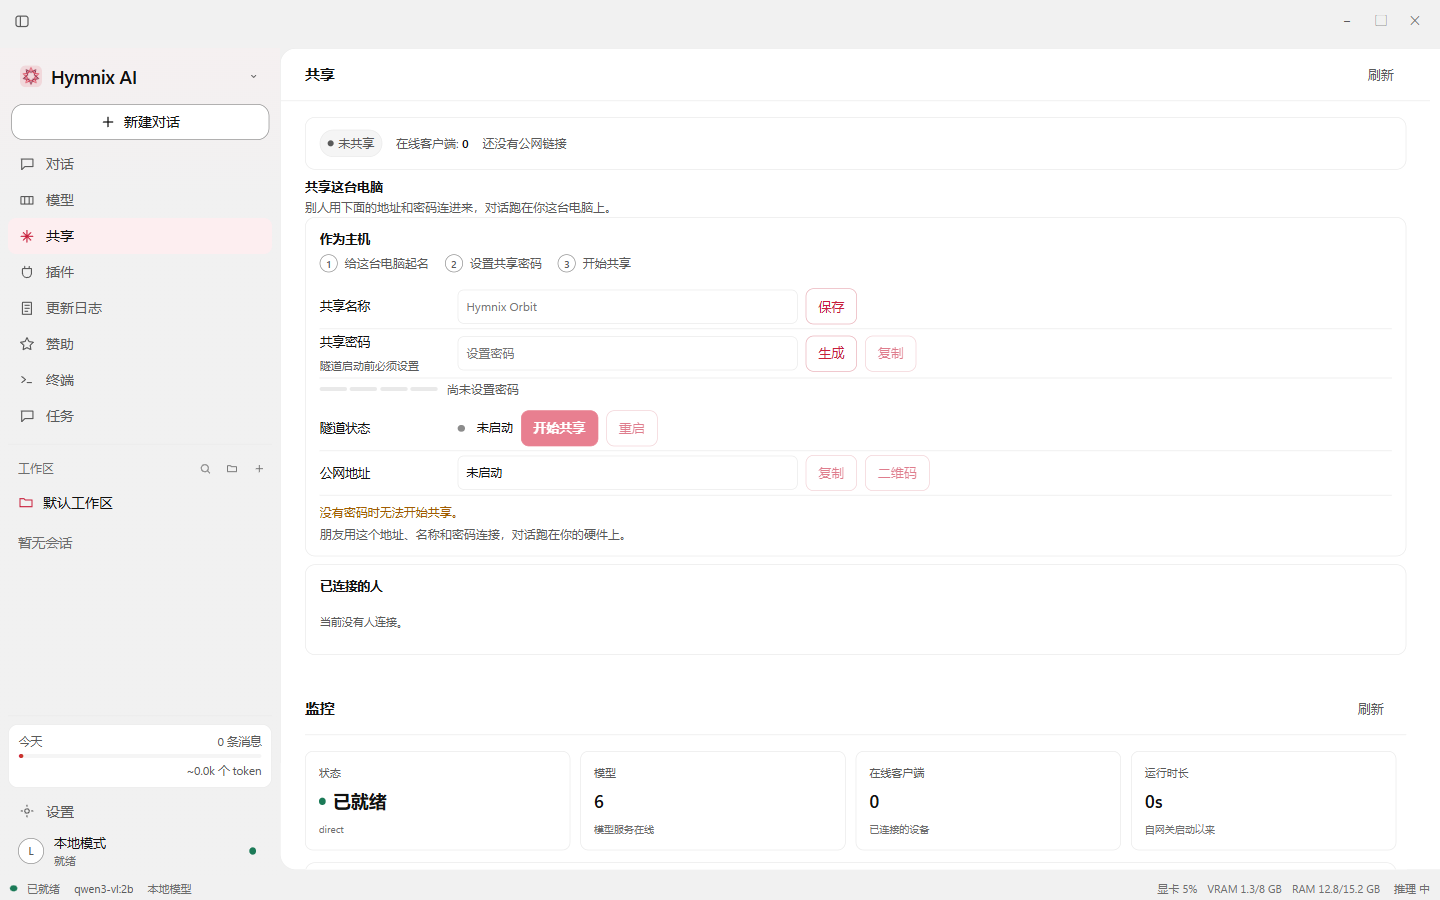 Hymnix AI
新建对话
对话
模型
共享
插件
更新日志
赞助
终端
任务
工作区
默认工作区
暂无会话
今天 0 条消息
~0.0k 个 token
设置
L 本地模式
就绪
共享 刷新
未共享 在线客户端: 0 还没有公网链接
共享这台电脑
别人用下面的地址和密码连进来，对话跑在你这台电脑上。
作为主机
1 给这台电脑起名 2 设置共享密码 3 开始共享
共享名称 Hymnix Orbit 保存
共享密码 设置密码 生成 复制
隧道启动前必须设置
尚未设置密码
隧道状态 未启动 开始共享 重启
公网地址 未启动 复制 二维码
没有密码时无法开始共享。
朋友用这个地址、名称和密码连接，对话跑在你的硬件上。
已连接的人
当前没有人连接。
监控 刷新
状态 模型 在线客户端 运行时长
已就绪 6 0 0s
direct 模型服务在线 已连接的设备 自网关启动以来
已就绪 qwen3-vl:2b 本地模型 显卡 5% VRAM 1.3/8 GB RAM 12.8/15.2 GB 推理 中